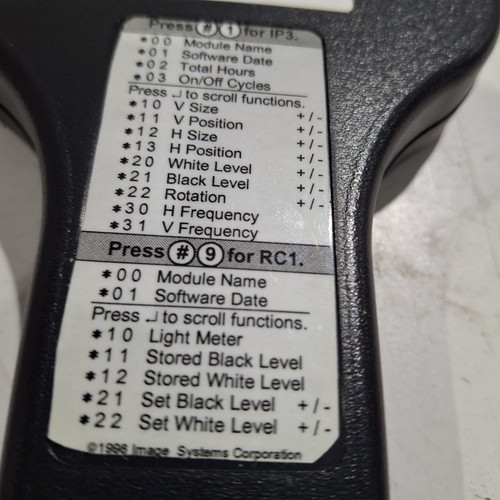 Press # 1 for IP3.
*00 Module Name
*01 Software Date
*02 Total Hours
*03 On/Off Cycles
Press ↵ to scroll functions.
*10 V Size +/-
*11 V Position +/-
*12 H Size +/-
*13 H Position +/-
*20 White Level +/-
*21 Black Level +/-
*22 Rotation +/-
*30 H Frequency
*31 V Frequency
Press # 9 for RC1.
*00 Module Name
*01 Software Date
Press ↵ to scroll functions.
*10 Light Meter
*11 Stored Black Level
*12 Stored White Level
*21 Set Black Level +/-
*22 Set White Level +/-
©1996 Image Systems Corporation